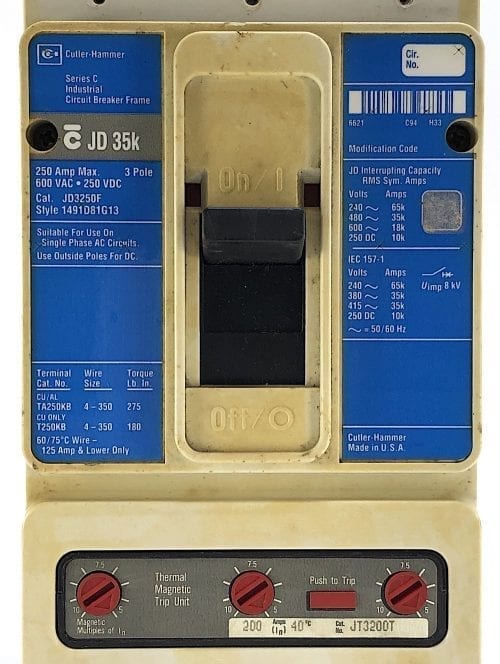 Cutler-Hammer
Series C
Industrial
Circuit Breaker Frame
C JD 35k
250 Amp Max. 3 Pole
600 VAC • 250 VDC
Cat. JD3250F
Style 1491D81G13
Suitable For Use On
Single Phase AC Circuits.
Use Outside Poles For DC.
Terminal Wire Torque
Cat. No. Size Lb. In.
CU/AL
TA250KB 4-350 275
CU ONLY
T250KB 4-350 180
60/75°C Wire –
125 Amp & Lower Only
On/I
Off/O
Cir.
No.
6621 C94 H33
Modification Code
JD Interrupting Capacity
RMS Sym. Amps
Volts Amps
240 ~ 65k
480 ~ 35k
600 ~ 18k
250 DC 10k
IEC 157-1
Volts Amps
240 ~ 65k
380 ~ 35k
415 ~ 35k
250 DC 10k
~ = 50/60 Hz
Uimp 8 kV
Cutler-Hammer
Made in U.S.A.
7.5
10 5
Magnetic
Multiples of In
Thermal
Magnetic
Trip Unit
7.5
10 5
Push to Trip
7.5
10 5
200 Amps (In) 40 °C Cat. No. JT3200T